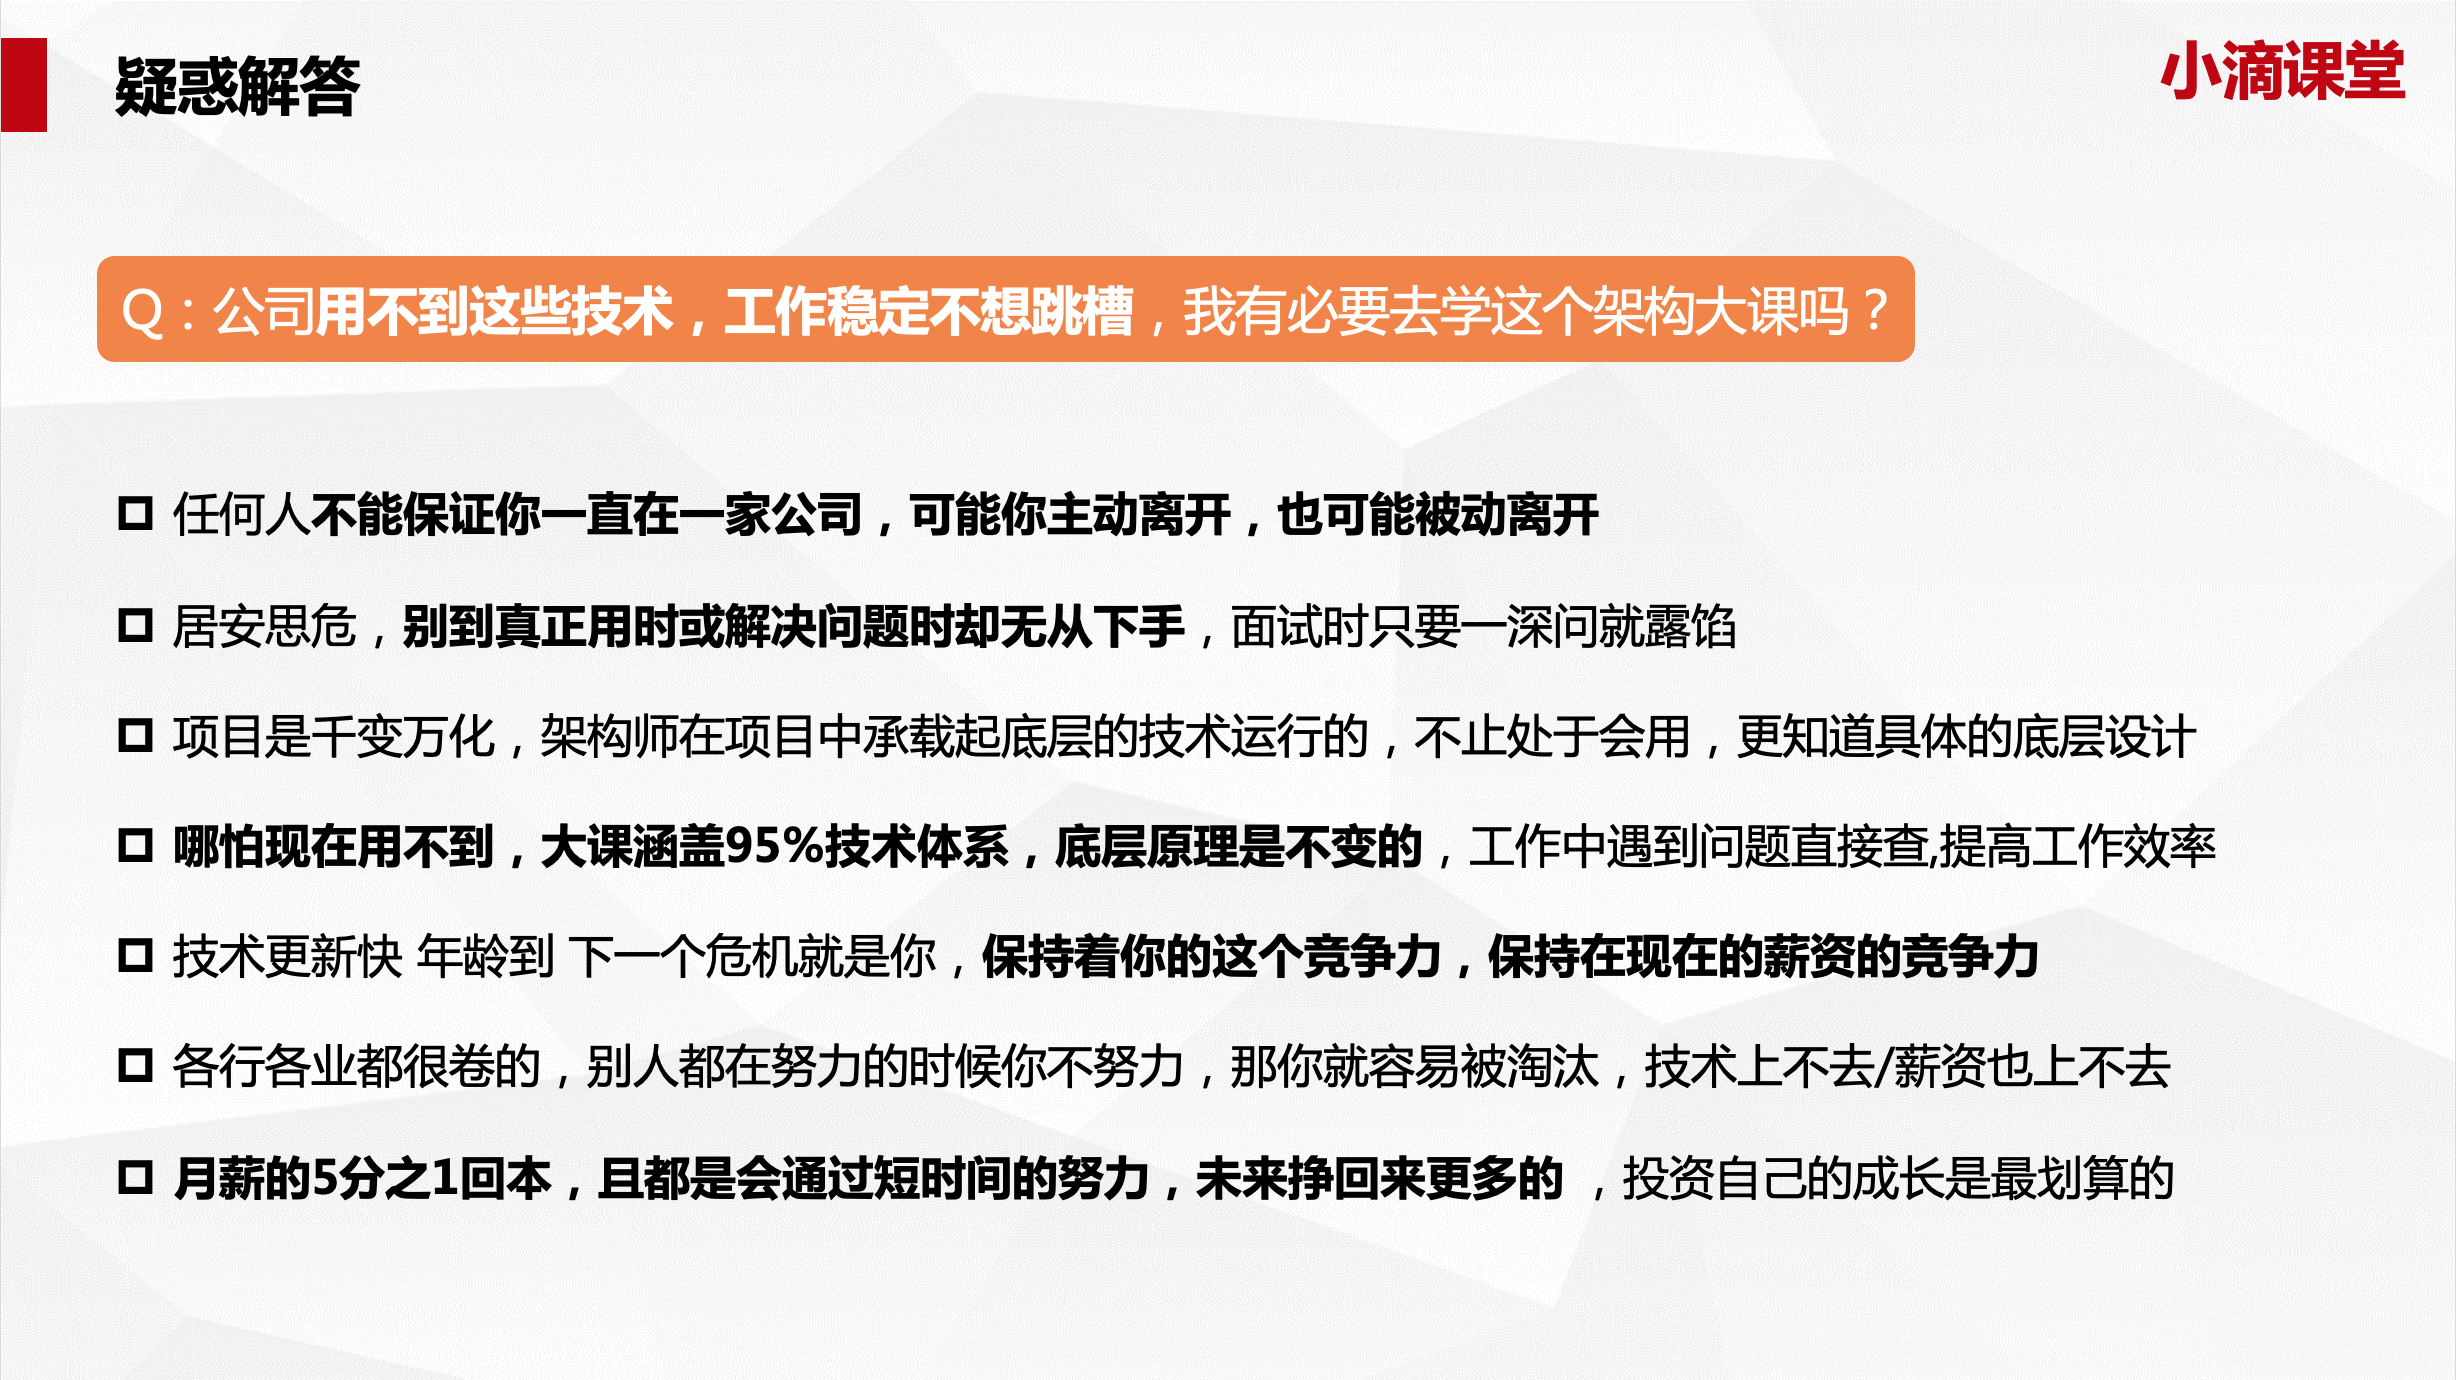 疑惑解答
小滴课堂
Q：公司用不到这些技术，工作稳定不想跳槽，我有必要去学这个架构大课吗？
任何人不能保证你一直在一家公司，可能你主动离开，也可能被动离开
居安思危，别到真正用时或解决问题时却无从下手，面试时只要一深问就露馅
项目是千变万化，架构师在项目中承载起底层的技术运行的，不止处于会用，更知道具体的底层设计
哪怕现在用不到，大课涵盖95%技术体系，底层原理是不变的，工作中遇到问题直接查,提高工作效率
技术更新快 年龄到 下一个危机就是你，保持着你的这个竞争力，保持在现在的薪资的竞争力
各行各业都很卷的，别人都在努力的时候你不努力，那你就容易被淘汰，技术上不去/薪资也上不去
月薪的5分之1回本，且都是会通过短时间的努力，未来挣回来更多的 ，投资自己的成长是最划算的